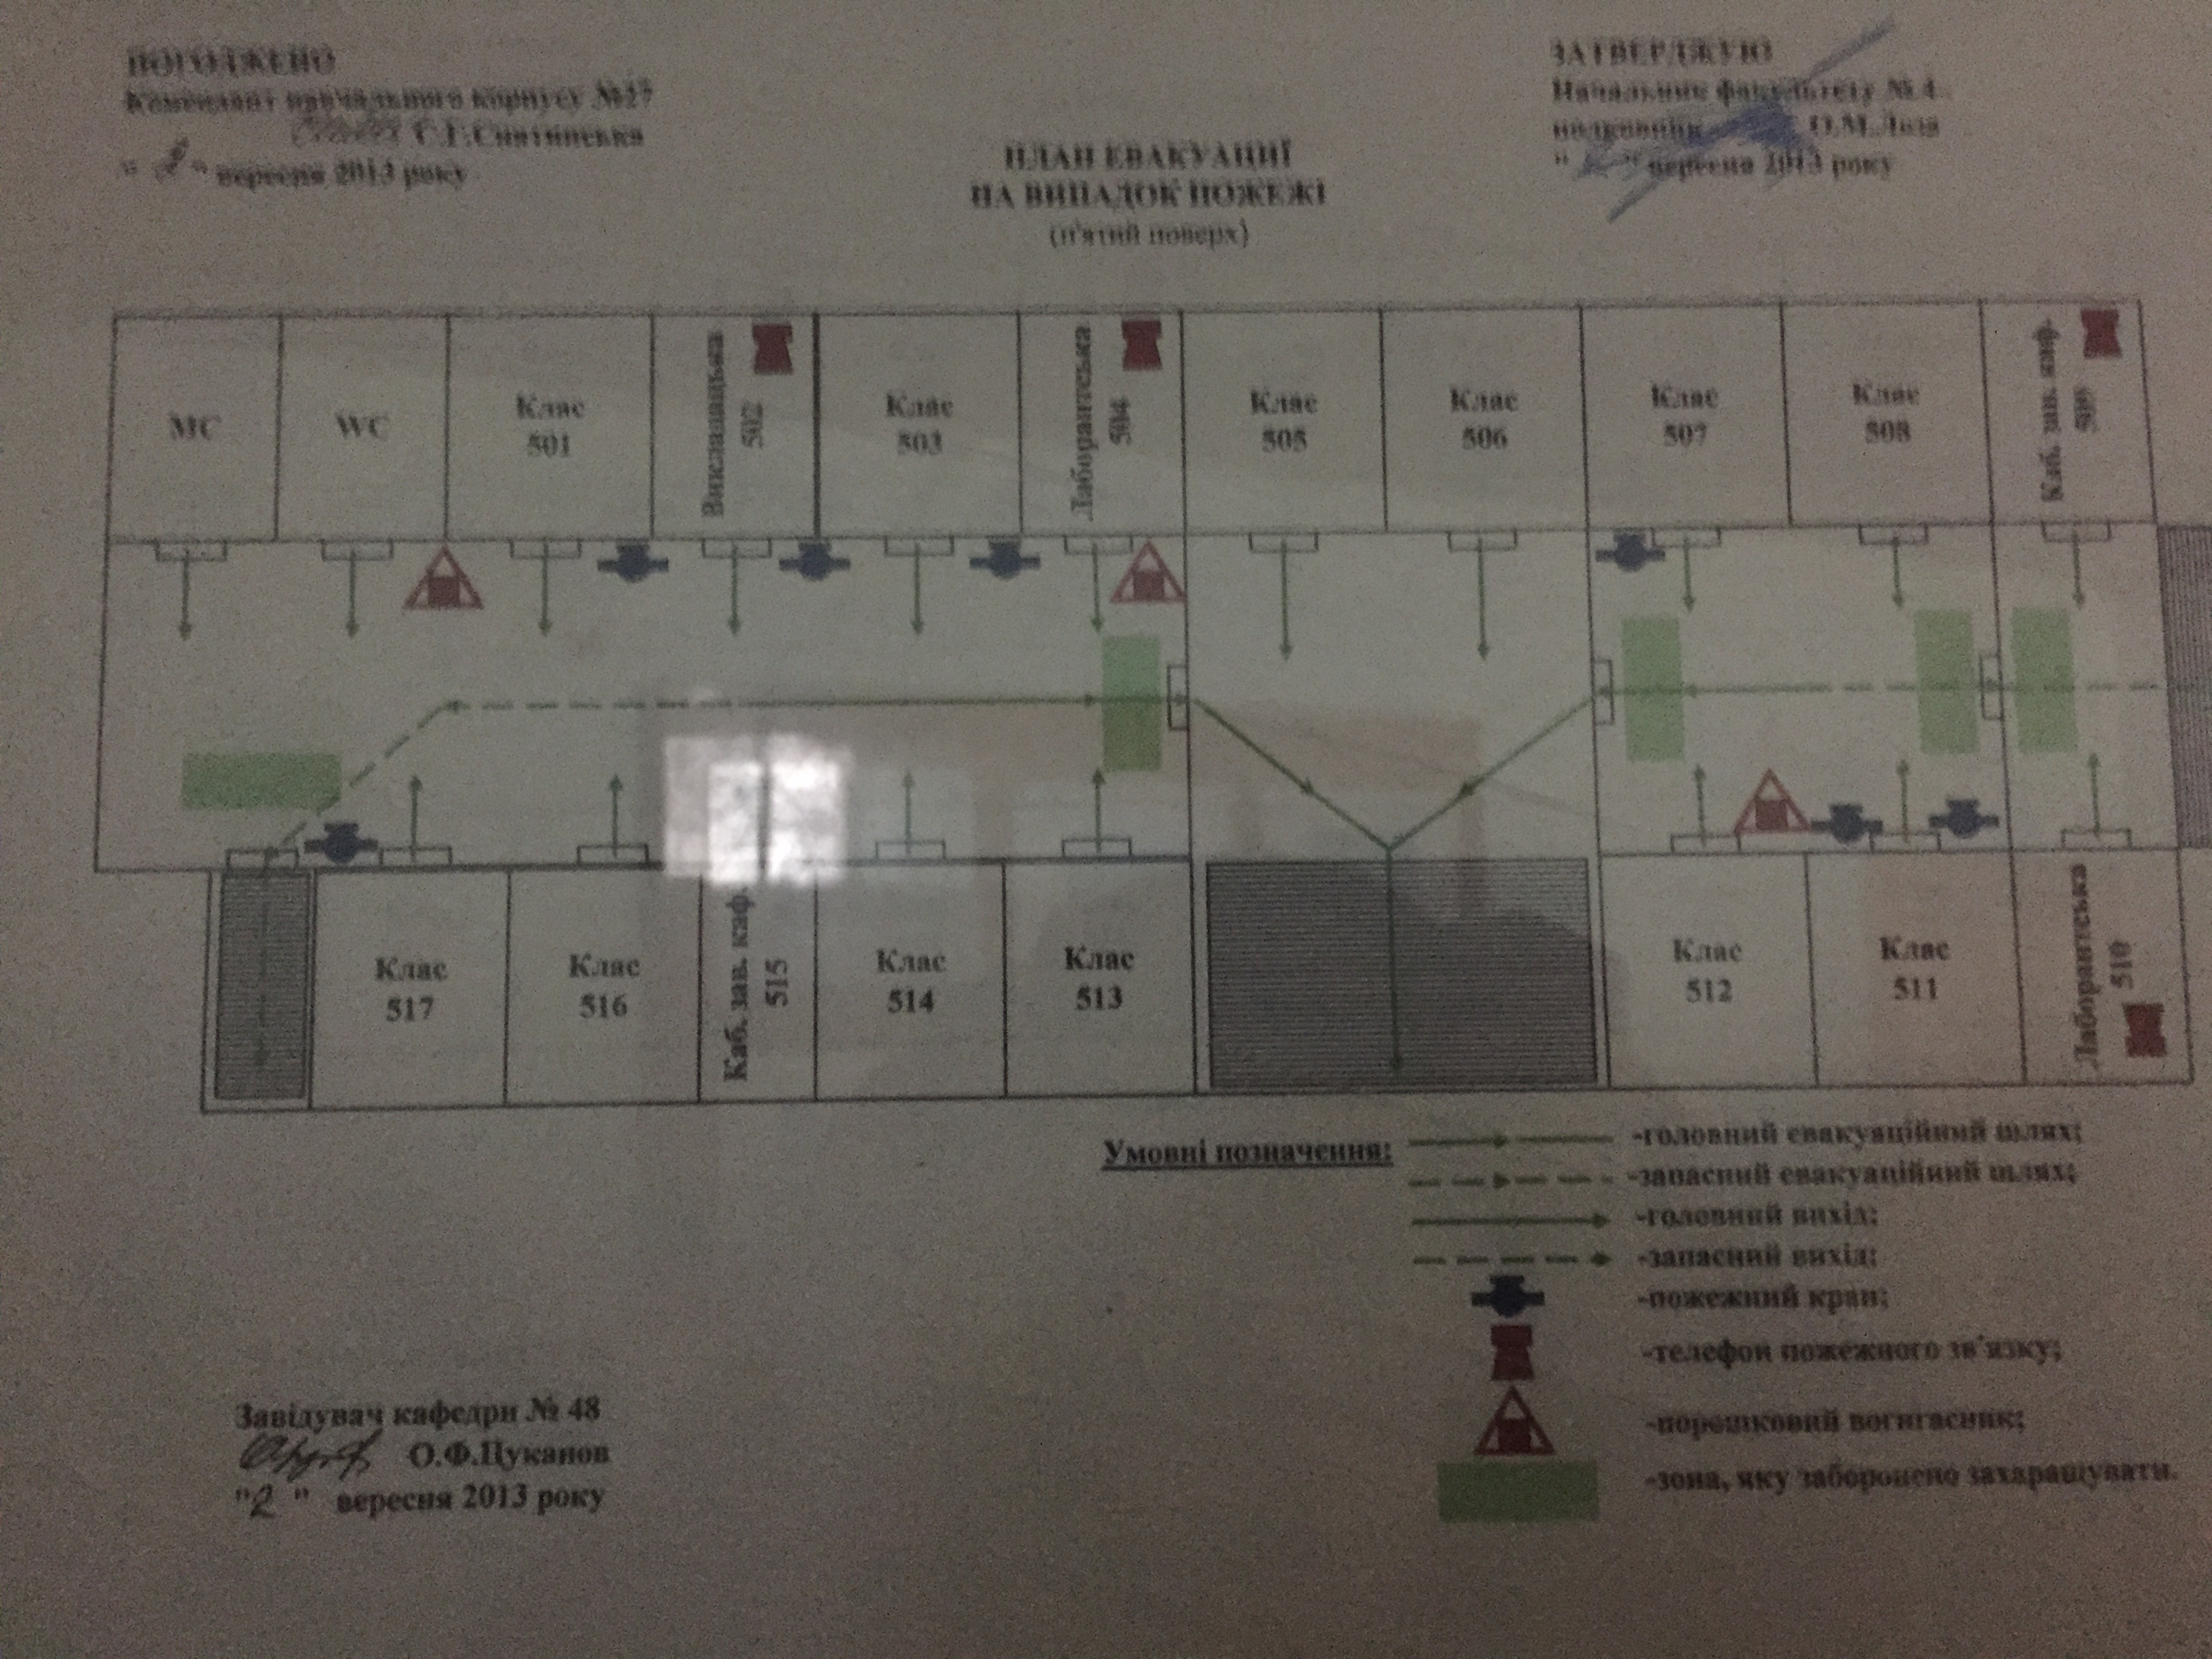 ПОГОДЖЕНО
Комендант навчального корпусу №27
"2" вересня 2013 року
ЗАТВЕРДЖУЮ
Начальник факультету №4
полковник О.М.Лоза
" " вересня 2013 року
ПЛАН ЕВАКУАЦІЇ
НА ВИПАДОК ПОЖЕЖІ
(п'ятий поверх)
МС
WC
Клас
501
Викладацька
502
Клас
503
Лаборантська
504
Клас
505
Клас
506
Клас
507
Клас
508
Каб. зав. каф.
509
Клас
517
Клас
516
Каб. зав. каф.
515
Клас
514
Клас
513
Клас
512
Клас
511
Лаборантська
510
Умовні позначення:
-головний евакуаційний шлях;
-запасний евакуаційний шлях;
-головний вихід;
-запасний вихід;
-пожежний кран;
-телефон пожежного зв'язку;
-порошковий вогнгасник;
-зона, яку заборонено захаращувати.
Завідувач кафедри № 48
О.Ф.Цуканов
"2" вересня 2013 року